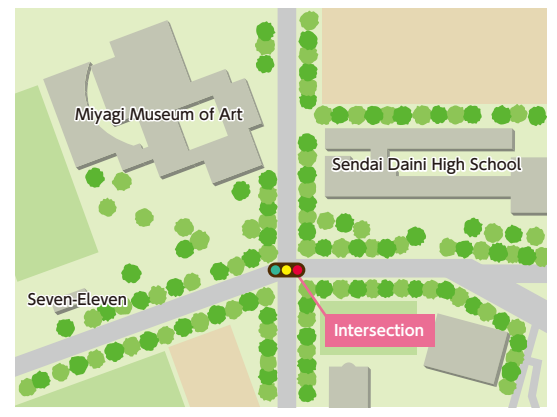 Miyagi Museum of Art
Sendai Daini High School
Seven-Eleven
Intersection